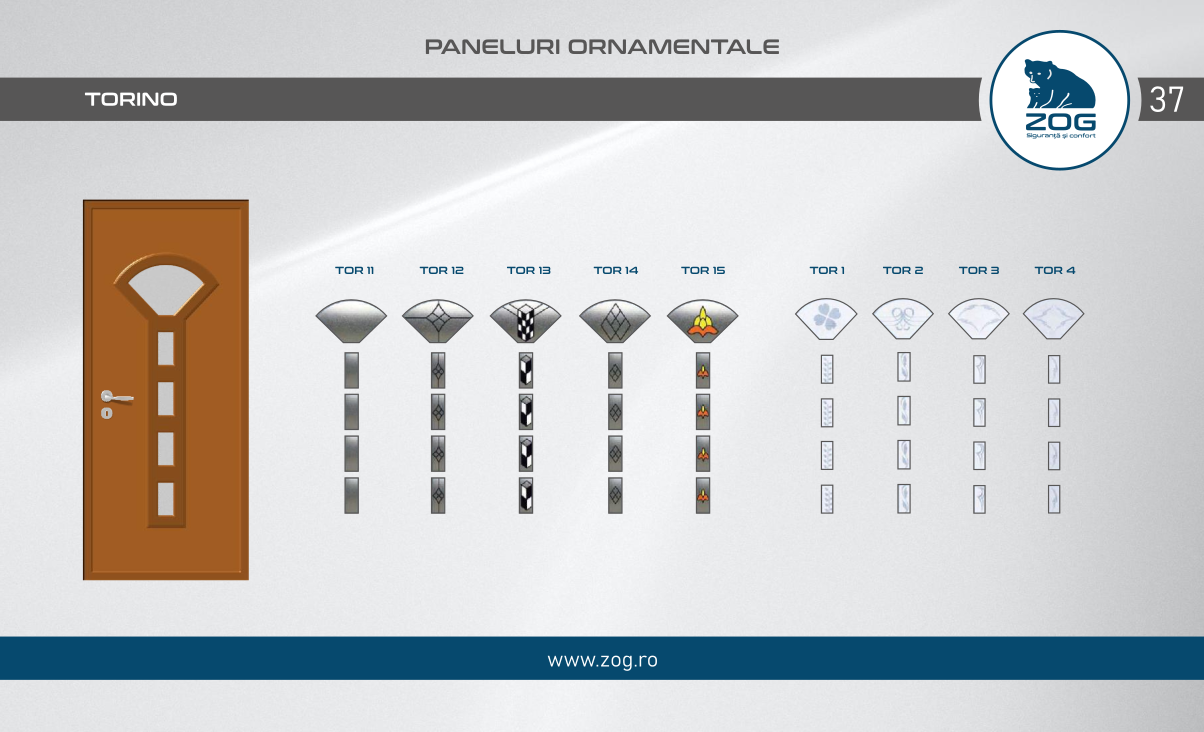 PANELURI ORNAMENTALE
TORINO
37
ZOG
Siguranță și confort
TOR 11
TOR 12
TOR 13
TOR 14
TOR 15
TOR 1
TOR 2
TOR 3
TOR 4
www.zog.ro